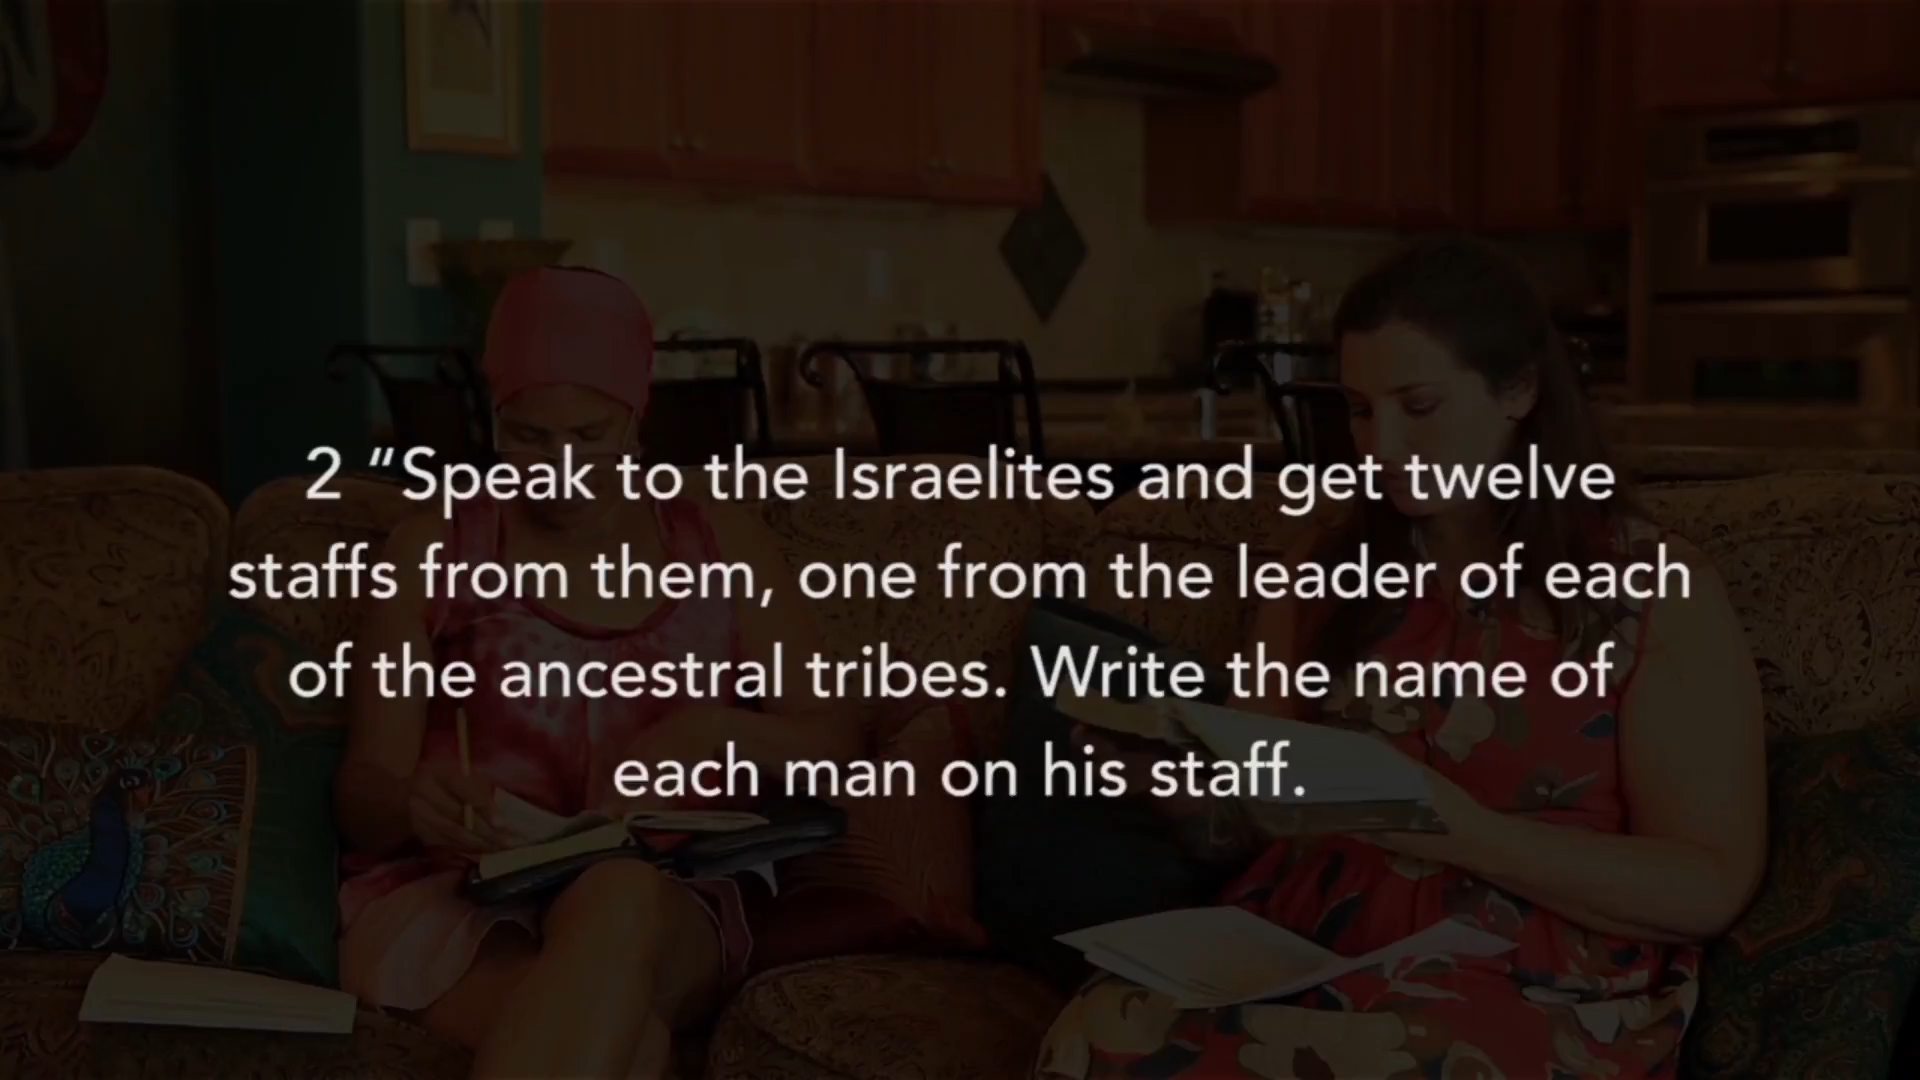 2 “Speak to the Israelites and get twelve
staffs from them, one from the leader of each
of the ancestral tribes. Write the name of
each man on his staff.